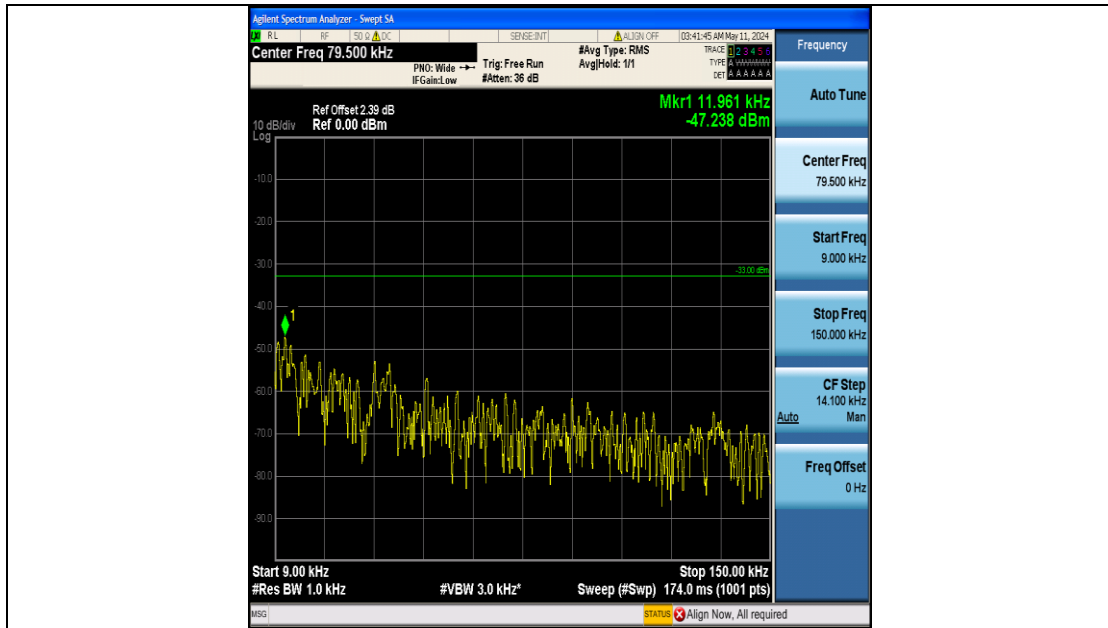 Agilent Spectrum Analyzer - Swept SA
RL RF 50 Ω DC SENSE:INT ALIGN OFF 03:41:45 AM May 11, 2024
Center Freq 79.500 kHz
PNO: Wide
IFGain:Low
Trig: Free Run
#Atten: 36 dB
#Avg Type: RMS
Avg|Hold: 1/1
TRACE 1 2 3 4 5 6
TYPE A
DET A A A A A A
Mkr1 11.961 kHz
-47.238 dBm
Ref Offset 2.39 dB
10 dB/div Ref 0.00 dBm
Log
-10.0
-20.0
-30.0
-33.00 dBm
-40.0
1
-50.0
-60.0
-70.0
-80.0
-90.0
Start 9.00 kHz Stop 150.00 kHz
#Res BW 1.0 kHz #VBW 3.0 kHz* Sweep (#Swp) 174.0 ms (1001 pts)
MSG STATUS Align Now, All required
Frequency
Auto Tune
Center Freq
79.500 kHz
Start Freq
9.000 kHz
Stop Freq
150.000 kHz
CF Step
14.100 kHz
Auto Man
Freq Offset
0 Hz